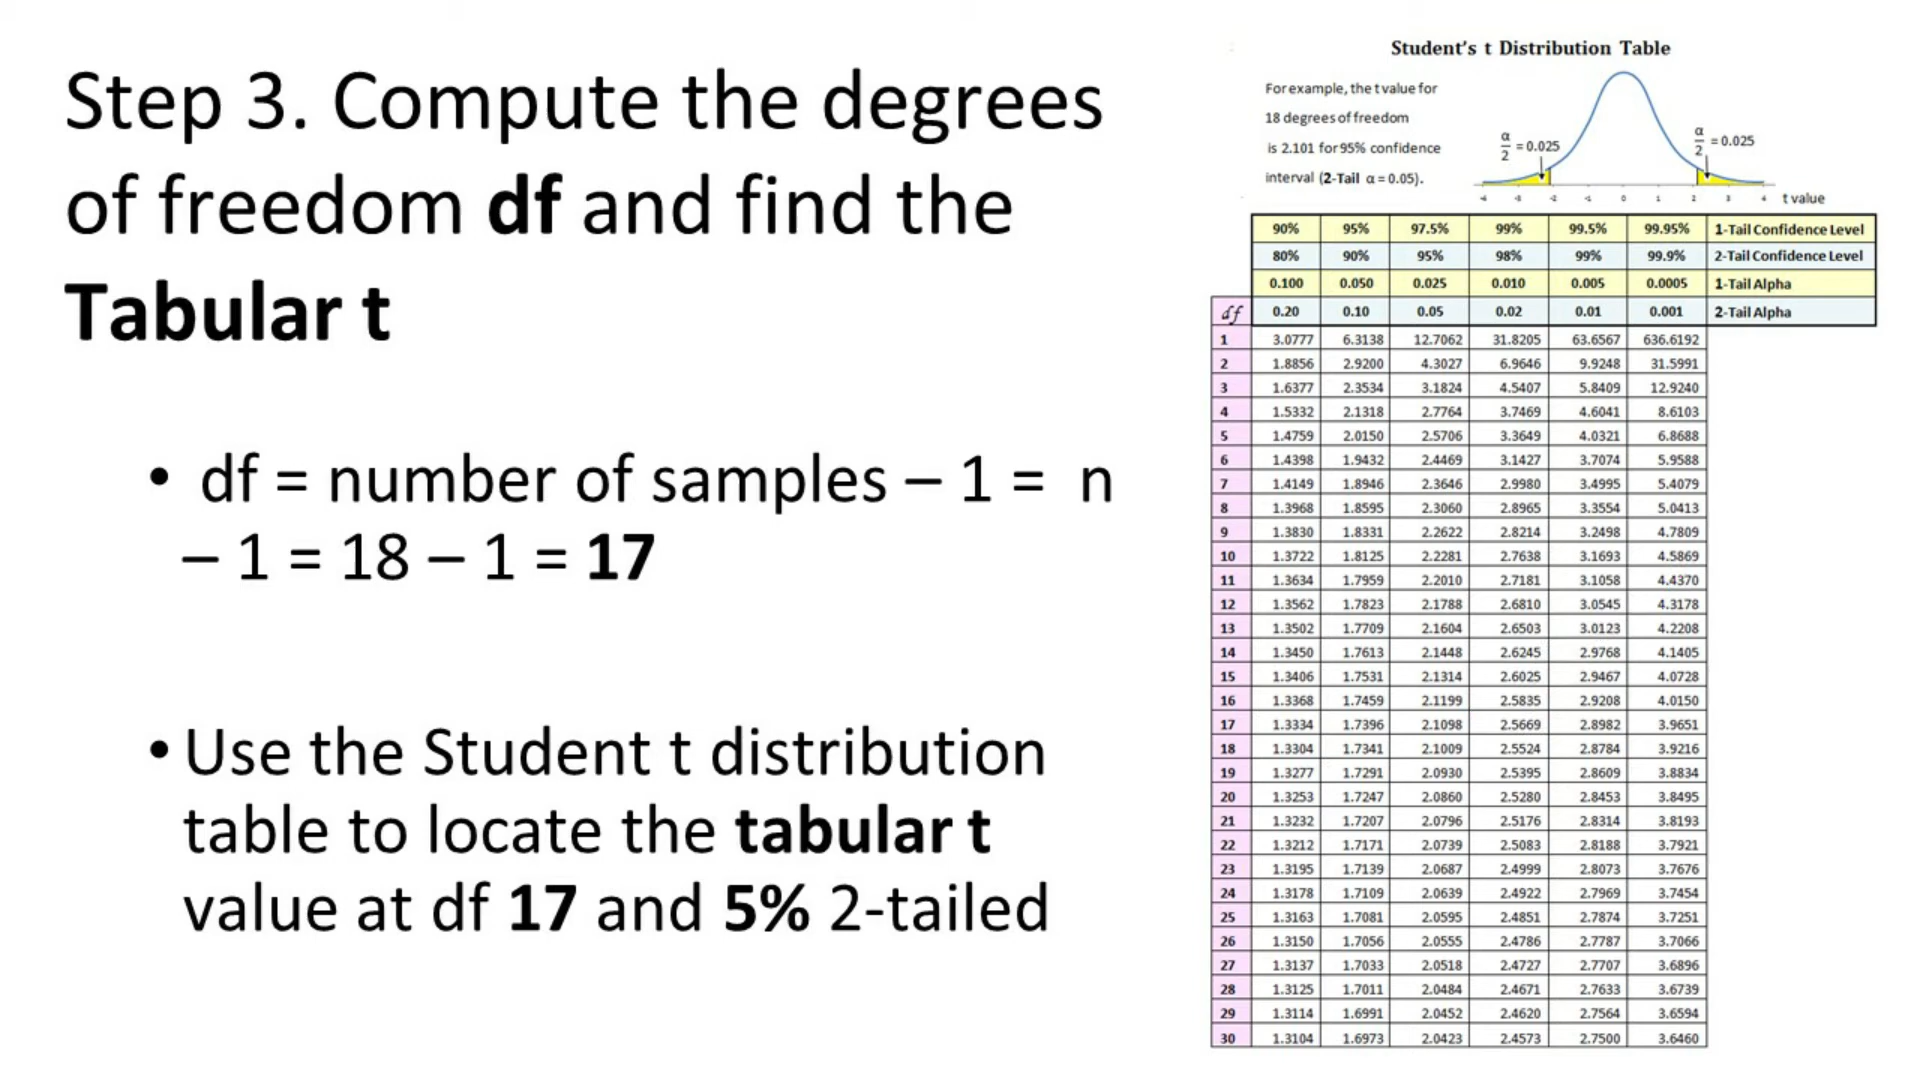 Step 3. Compute the degrees
of freedom df and find the
Tabular t
• df = number of samples – 1 = n
– 1 = 18 – 1 = 17
• Use the Student t distribution
table to locate the tabular t
value at df 17 and 5% 2-tailed
Student's t Distribution Table
For example, the t value for
18 degrees of freedom
is 2.101 for 95% confidence
interval (2-Tail α = 0.05).
α/2 = 0.025
α/2 = 0.025
-4 -3 -2 -1 0 1 2 3 4 t value
90% 95% 97.5% 99% 99.5% 99.95% 1-Tail Confidence Level
80% 90% 95% 98% 99% 99.9% 2-Tail Confidence Level
0.100 0.050 0.025 0.010 0.005 0.0005 1-Tail Alpha
df 0.20 0.10 0.05 0.02 0.01 0.001 2-Tail Alpha
1 3.0777 6.3138 12.7062 31.8205 63.6567 636.6192
2 1.8856 2.9200 4.3027 6.9646 9.9248 31.5991
3 1.6377 2.3534 3.1824 4.5407 5.8409 12.9240
4 1.5332 2.1318 2.7764 3.7469 4.6041 8.6103
5 1.4759 2.0150 2.5706 3.3649 4.0321 6.8688
6 1.4398 1.9432 2.4469 3.1427 3.7074 5.9588
7 1.4149 1.8946 2.3646 2.9980 3.4995 5.4079
8 1.3968 1.8595 2.3060 2.8965 3.3554 5.0413
9 1.3830 1.8331 2.2622 2.8214 3.2498 4.7809
10 1.3722 1.8125 2.2281 2.7638 3.1693 4.5869
11 1.3634 1.7959 2.2010 2.7181 3.1058 4.4370
12 1.3562 1.7823 2.1788 2.6810 3.0545 4.3178
13 1.3502 1.7709 2.1604 2.6503 3.0123 4.2208
14 1.3450 1.7613 2.1448 2.6245 2.9768 4.1405
15 1.3406 1.7531 2.1314 2.6025 2.9467 4.0728
16 1.3368 1.7459 2.1199 2.5835 2.9208 4.0150
17 1.3334 1.7396 2.1098 2.5669 2.8982 3.9651
18 1.3304 1.7341 2.1009 2.5524 2.8784 3.9216
19 1.3277 1.7291 2.0930 2.5395 2.8609 3.8834
20 1.3253 1.7247 2.0860 2.5280 2.8453 3.8495
21 1.3232 1.7207 2.0796 2.5176 2.8314 3.8193
22 1.3212 1.7171 2.0739 2.5083 2.8188 3.7921
23 1.3195 1.7139 2.0687 2.4999 2.8073 3.7676
24 1.3178 1.7109 2.0639 2.4922 2.7969 3.7454
25 1.3163 1.7081 2.0595 2.4851 2.7874 3.7251
26 1.3150 1.7056 2.0555 2.4786 2.7787 3.7066
27 1.3137 1.7033 2.0518 2.4727 2.7707 3.6896
28 1.3125 1.7011 2.0484 2.4671 2.7633 3.6739
29 1.3114 1.6991 2.0452 2.4620 2.7564 3.6594
30 1.3104 1.6973 2.0423 2.4573 2.7500 3.6460